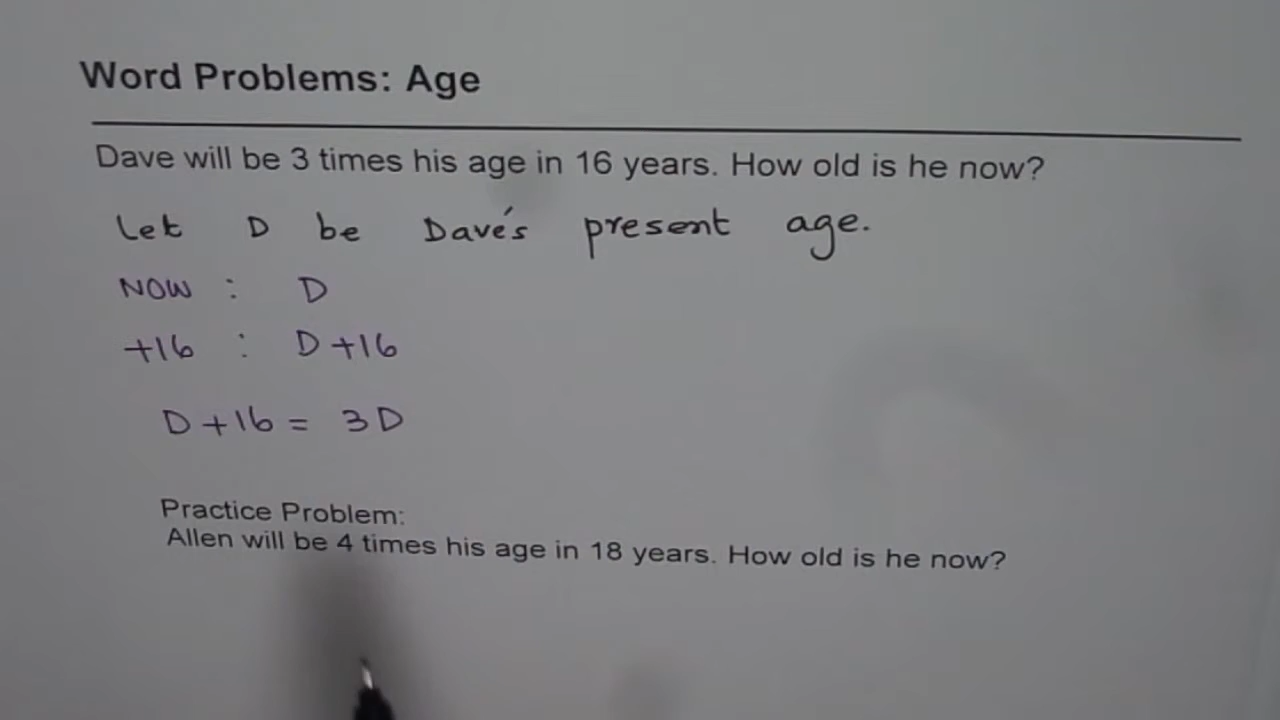 Word Problems: Age
Dave will be 3 times his age in 16 years. How old is he now?
Let D be Dave's present age.
NOW : D
+16 : D+16
D+16 = 3D
Practice Problem:
Allen will be 4 times his age in 18 years. How old is he now?